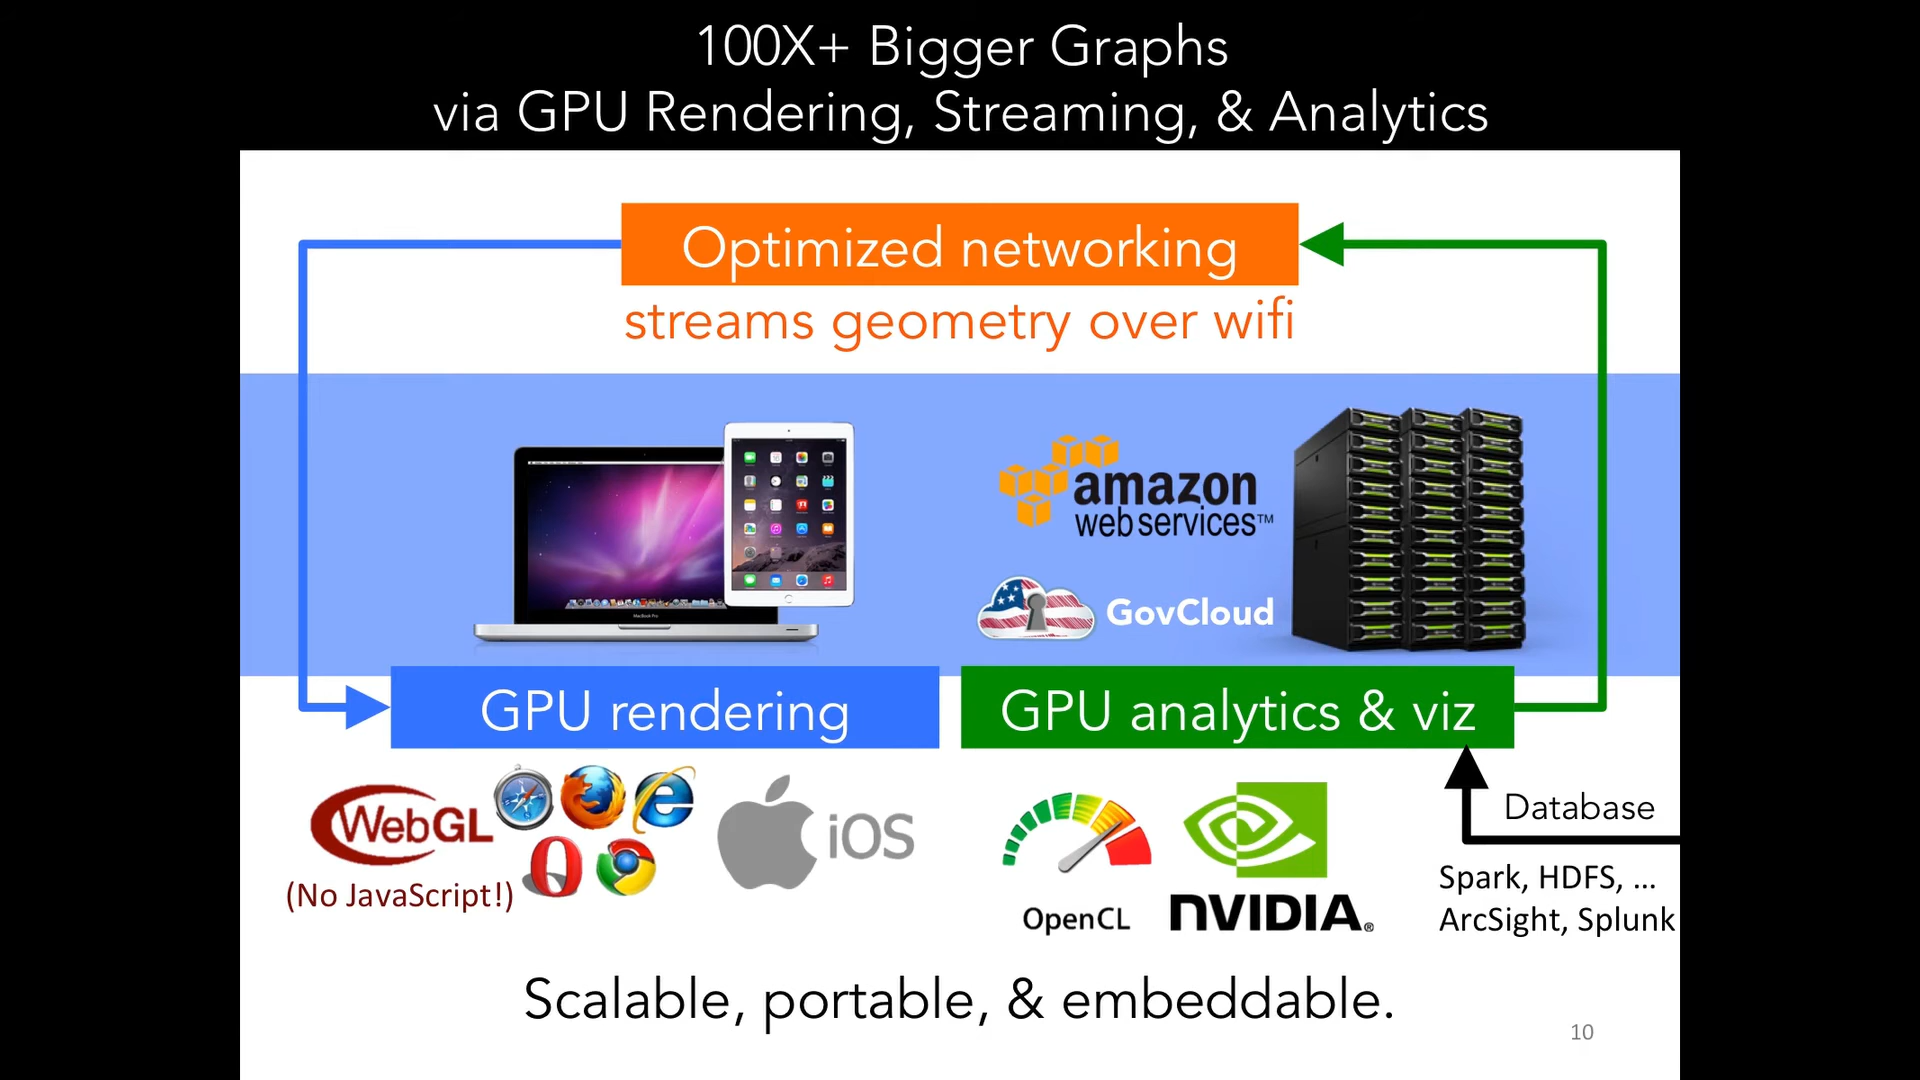 100X+ Bigger Graphs
via GPU Rendering, Streaming, & Analytics
Optimized networking
streams geometry over wifi
amazon
web services™
GovCloud
GPU rendering
GPU analytics & viz
WebGL
(No JavaScript!)
iOS
OpenCL
NVIDIA®
Database
Spark, HDFS, ...
ArcSight, Splunk
Scalable, portable, & embeddable.
10